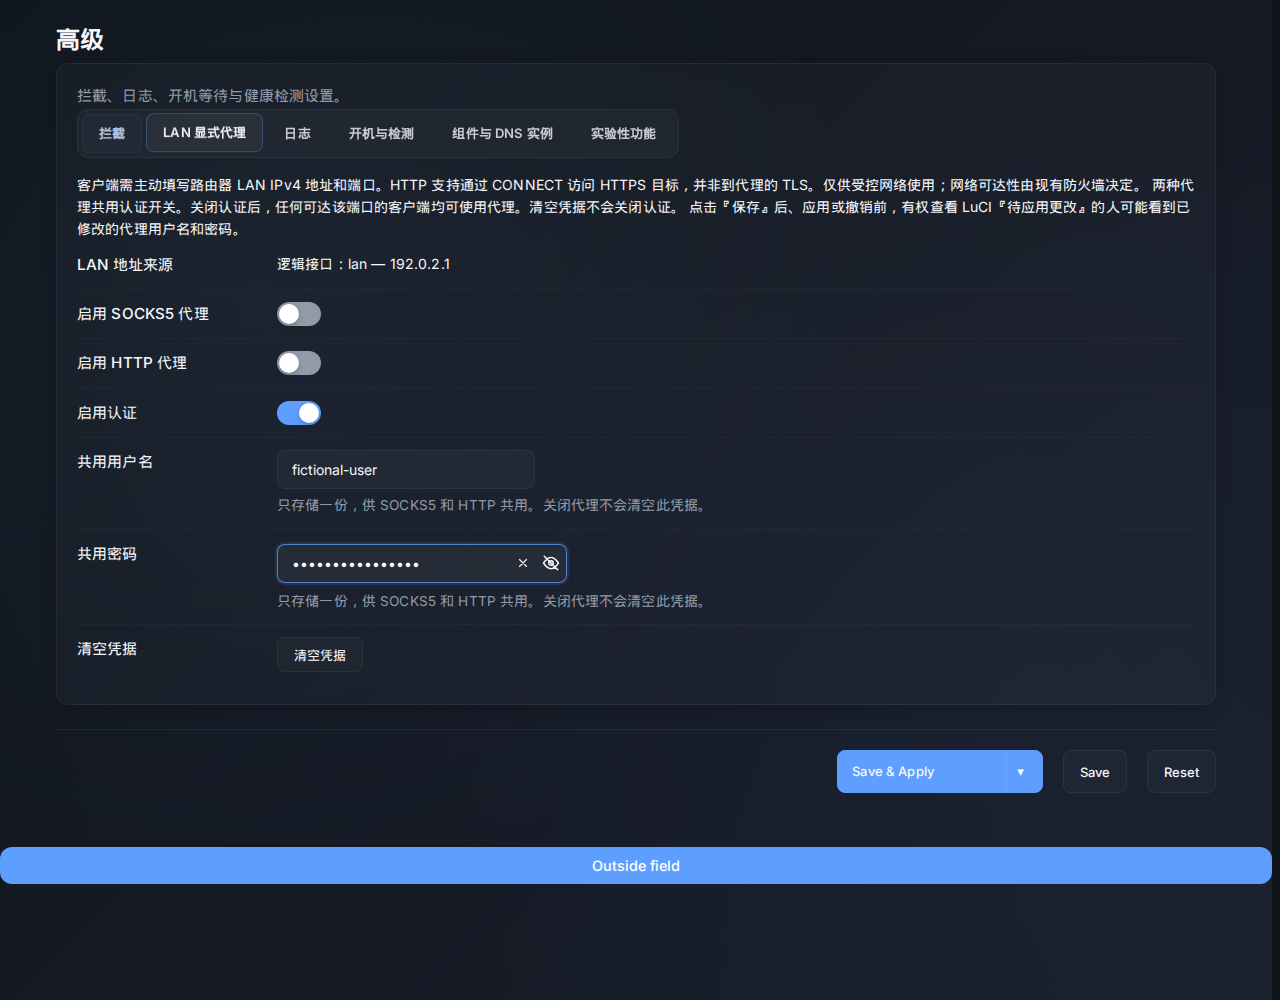 高级
拦截、日志、开机等待与健康检测设置。
拦截 LAN 显式代理 日志 开机与检测 组件与 DNS 实例 实验性功能
客户端需主动填写路由器 LAN IPv4 地址和端口。HTTP 支持通过 CONNECT 访问 HTTPS 目标，并非到代理的 TLS。仅供受控网络使用；网络可达性由现有防火墙决定。 两种代
理共用认证开关。关闭认证后，任何可达该端口的客户端均可使用代理。清空凭据不会关闭认证。 点击『保存』后、应用或撤销前，有权查看 LuCI『待应用更改』的人可能看到已
修改的代理用户名和密码。
LAN 地址来源 逻辑接口：lan — 192.0.2.1
启用 SOCKS5 代理
启用 HTTP 代理
启用认证
共用用户名 fictional-user
只存储一份，供 SOCKS5 和 HTTP 共用。关闭代理不会清空此凭据。
共用密码 ••••••••••••••••
只存储一份，供 SOCKS5 和 HTTP 共用。关闭代理不会清空此凭据。
清空凭据 清空凭据
Save & Apply ▾ Save Reset
Outside field